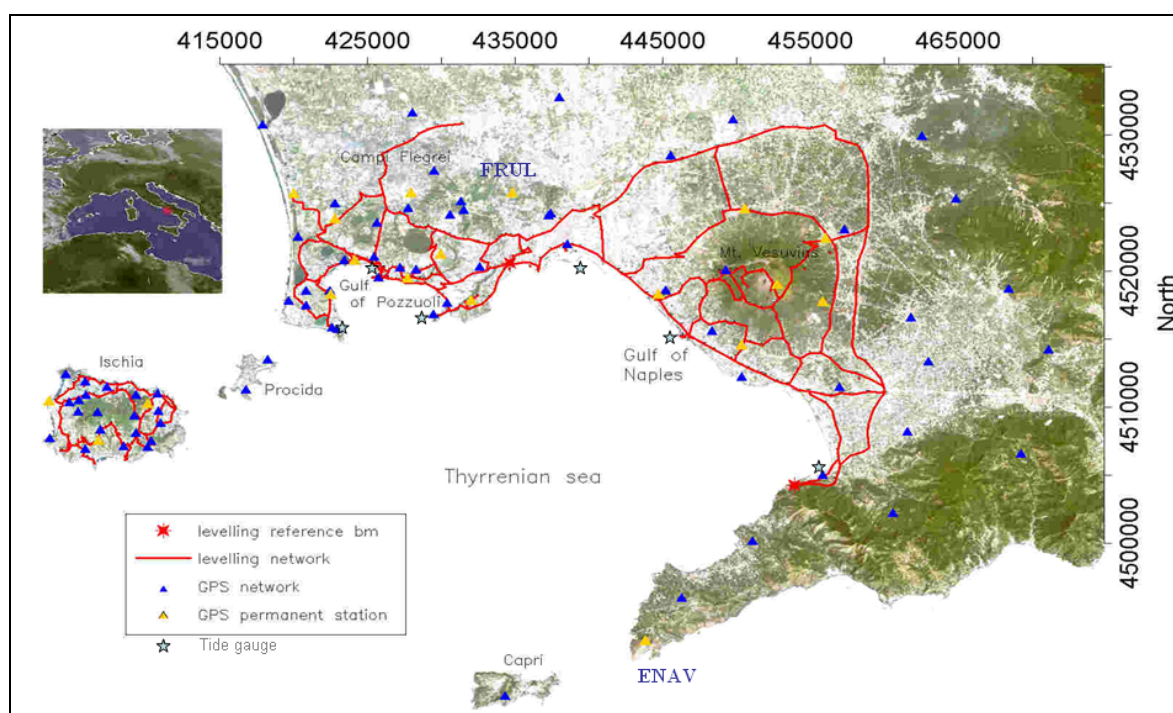 415000 425000 435000 445000 455000 465000
Campi Flegrei
FRUL
4530000
Mt. Vesuvius
4520000
Gulf
of Pozzuoli
North
Gulf of
Naples
Ischia
Procida
4510000
Thyrrenian sea
4500000
levelling reference bm
levelling network
GPS network
GPS permanent station
Tide gauge
Capri
ENAV